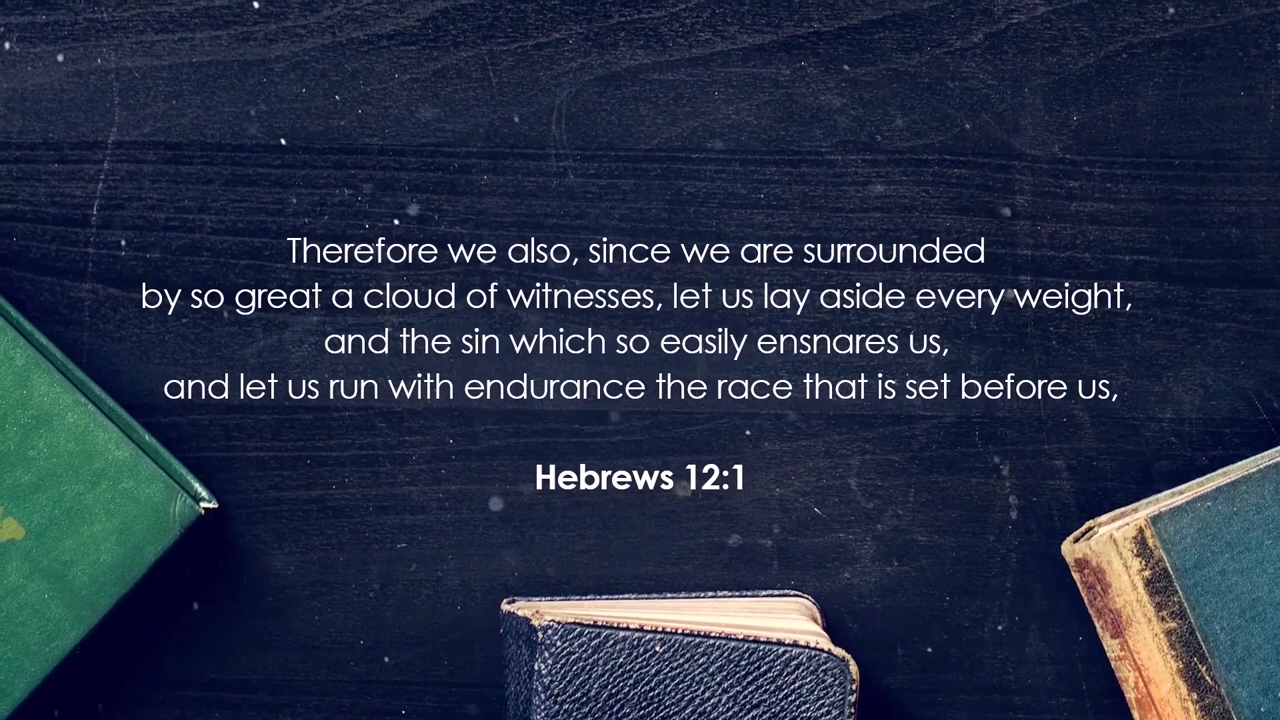 Therefore we also, since we are surrounded
by so great a cloud of witnesses, let us lay aside every weight,
and the sin which so easily ensnares us,
and let us run with endurance the race that is set before us,
Hebrews 12:1